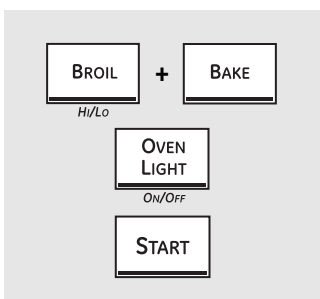 BROIL + BAKE
HI/LO
OVEN
LIGHT
ON/OFF
START